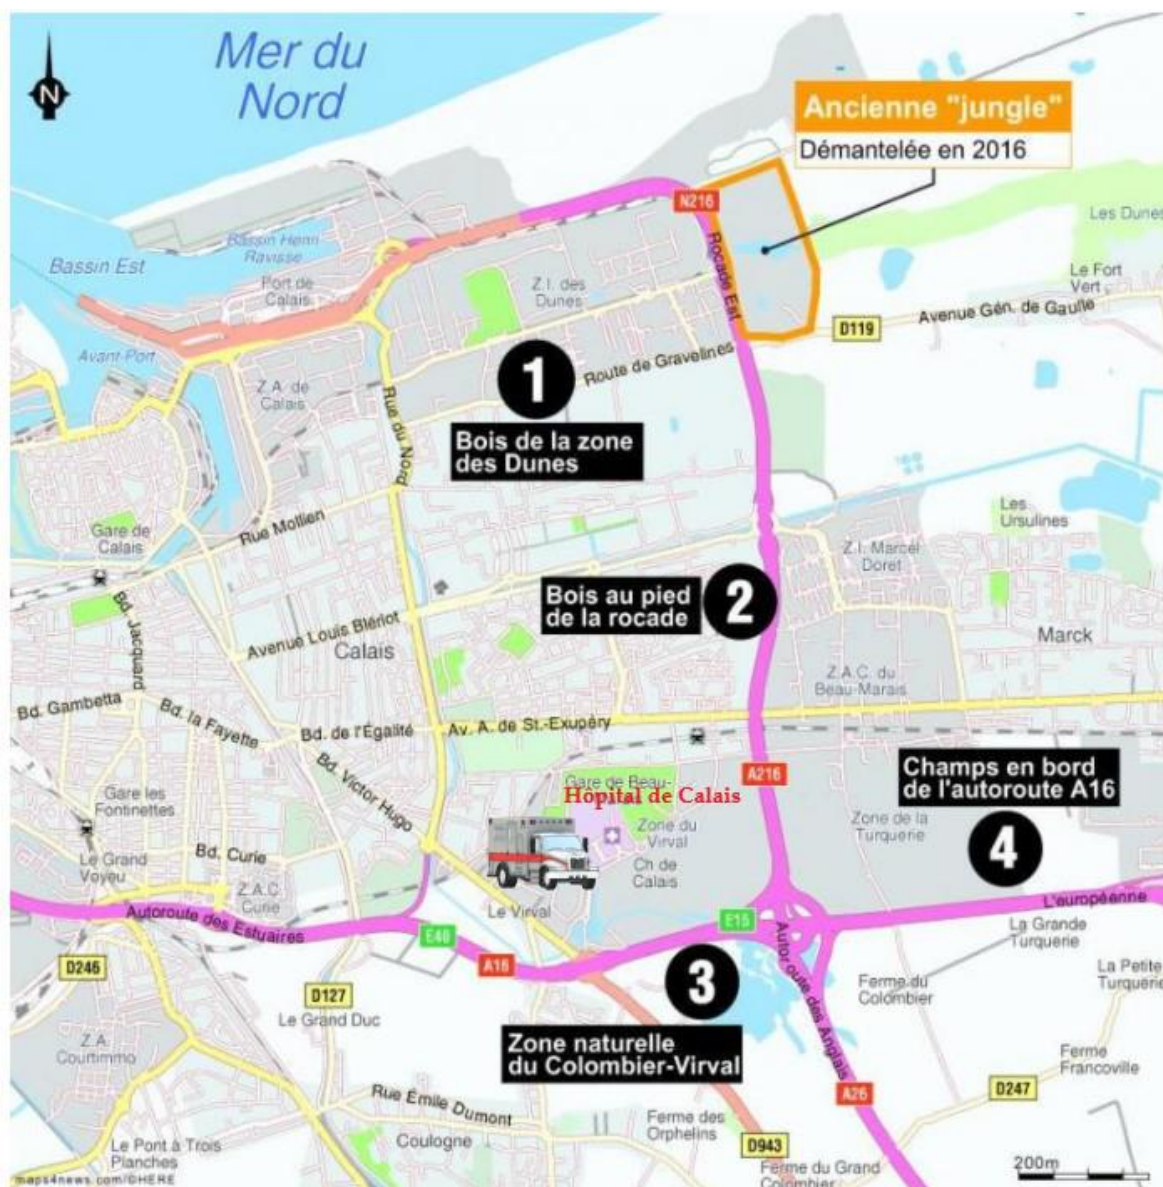 Mer du
Nord
N
Ancienne "jungle"
Démantelée en 2016
N216
Bassin Henri
Ravisse
Bassin Est
Port de
Calais
Z.I. des
Dunes
Rocade Est
Les Dunes
Le Fort
Vert
Avenue Gén. de Gaulle
D119
Avant-Port
Z.A. de
Calais
1
Route de Gravelines
Rue du Nord
Bois de la zone
des Dunes
Gare de
Calais
Rue Mollien
Les
Ursulines
Z.I. Marcel
Doret
Bd. Jacquard
Avenue Louis Blériot
Calais
Bois au pied
de la rocade
2
Marck
Z.A.C. du
Beau-Marais
Bd. Gambetta
Bd. la Fayette
Bd. de l'Égalité
Av. A. de St.-Exupéry
Bd. Victor Hugo
A216
Champs en bord
de l'autoroute A16
Gare les
Fontinettes
Gare de Beau-
Hôpital de Calais
Zone du
Virval
Zone de la
Turquerie
4
Le Grand
Voyeu
Bd. Curie
Ch de
Calais
Z.A.C.
Curie
Le Virval
Autoroute des Estuaires
E40
E15
L'européenne
A16
La Grande
Turquerie
D246
D127
Le Grand Duc
3
Autoroute des Anglais
Ferme du
Colombier
La Petite
Turquerie
Z.A.
Courtimmo
Zone naturelle
du Colombier-Virval
Ferme
Francoville
Rue Émile Dumont
A26
D247
Le Pont à Trois
Planches
Coulogne
Ferme des
Orphelins
D943
Ferme du Grand
Colombier
200m
maps4news.com/©HERE